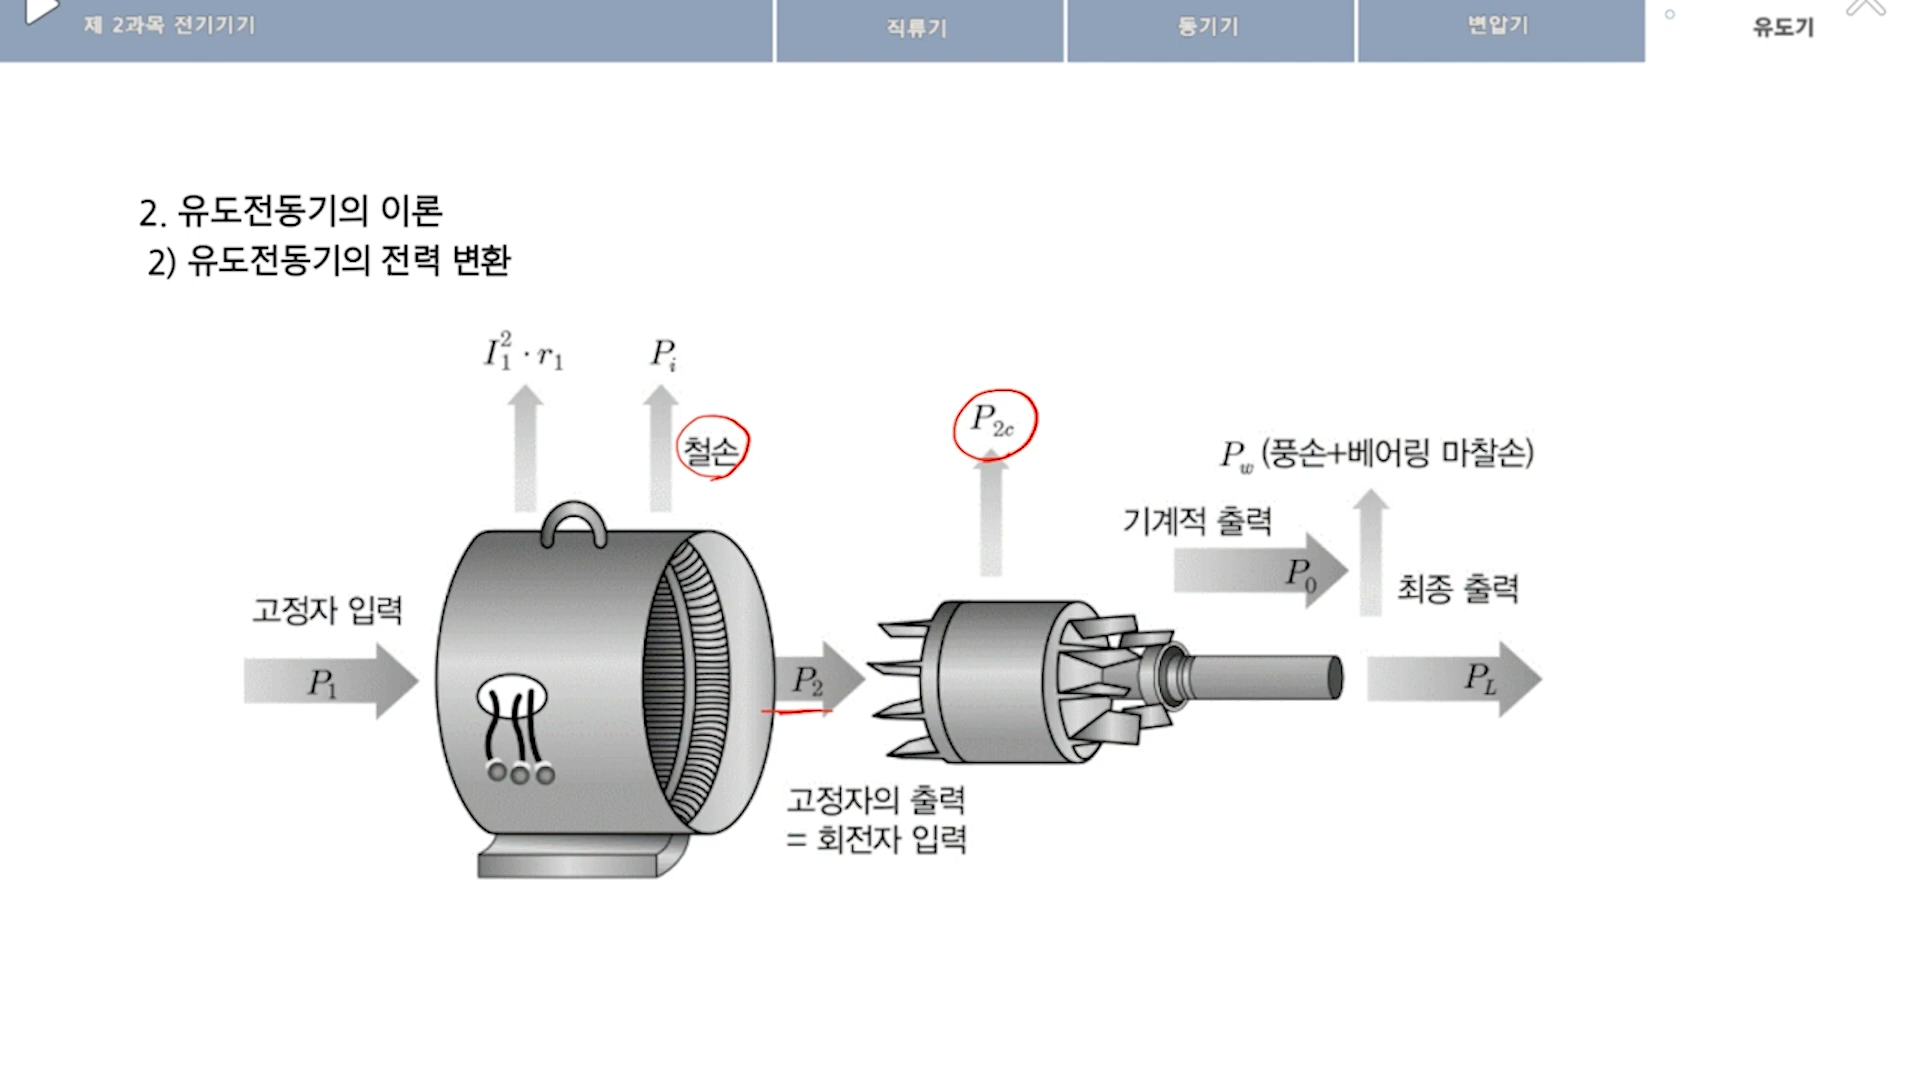 제 2과목 전기기기
직류기
동기기
변압기
유도기
2. 유도전동기의 이론
2) 유도전동기의 전력 변환
I₁² · r₁
Pᵢ
철손
P₂c
P_w (풍손+베어링 마찰손)
기계적 출력
P₀
최종 출력
고정자 입력
P₁
P₂
P_L
고정자의 출력
= 회전자 입력